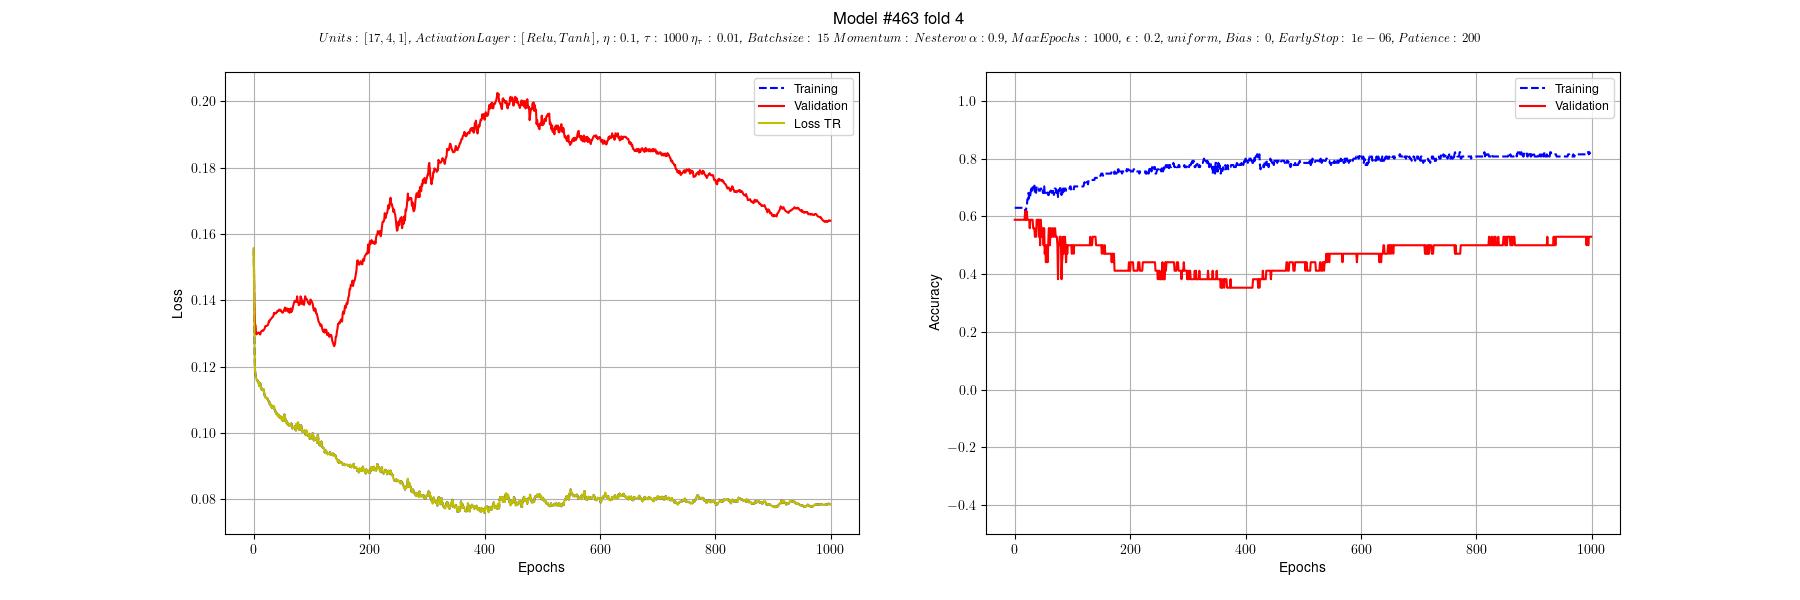 Model #463 fold 4
Units : [17, 4, 1], ActivationLayer : [Relu, Tanh], η : 0.1, τ : 1000 ητ : 0.01, Batchsize : 15 Momentum : Nesterov α : 0.9, MaxEpochs : 1000, ϵ : 0.2, uniform, Bias : 0, EarlyStop : 1e − 06, Patience : 200
Loss
0.20
0.18
0.16
0.14
0.12
0.10
0.08
0 200 400 600 800 1000
Epochs
Training
Validation
Loss TR
Accuracy
1.0
0.8
0.6
0.4
0.2
0.0
−0.2
−0.4
0 200 400 600 800 1000
Epochs
Training
Validation